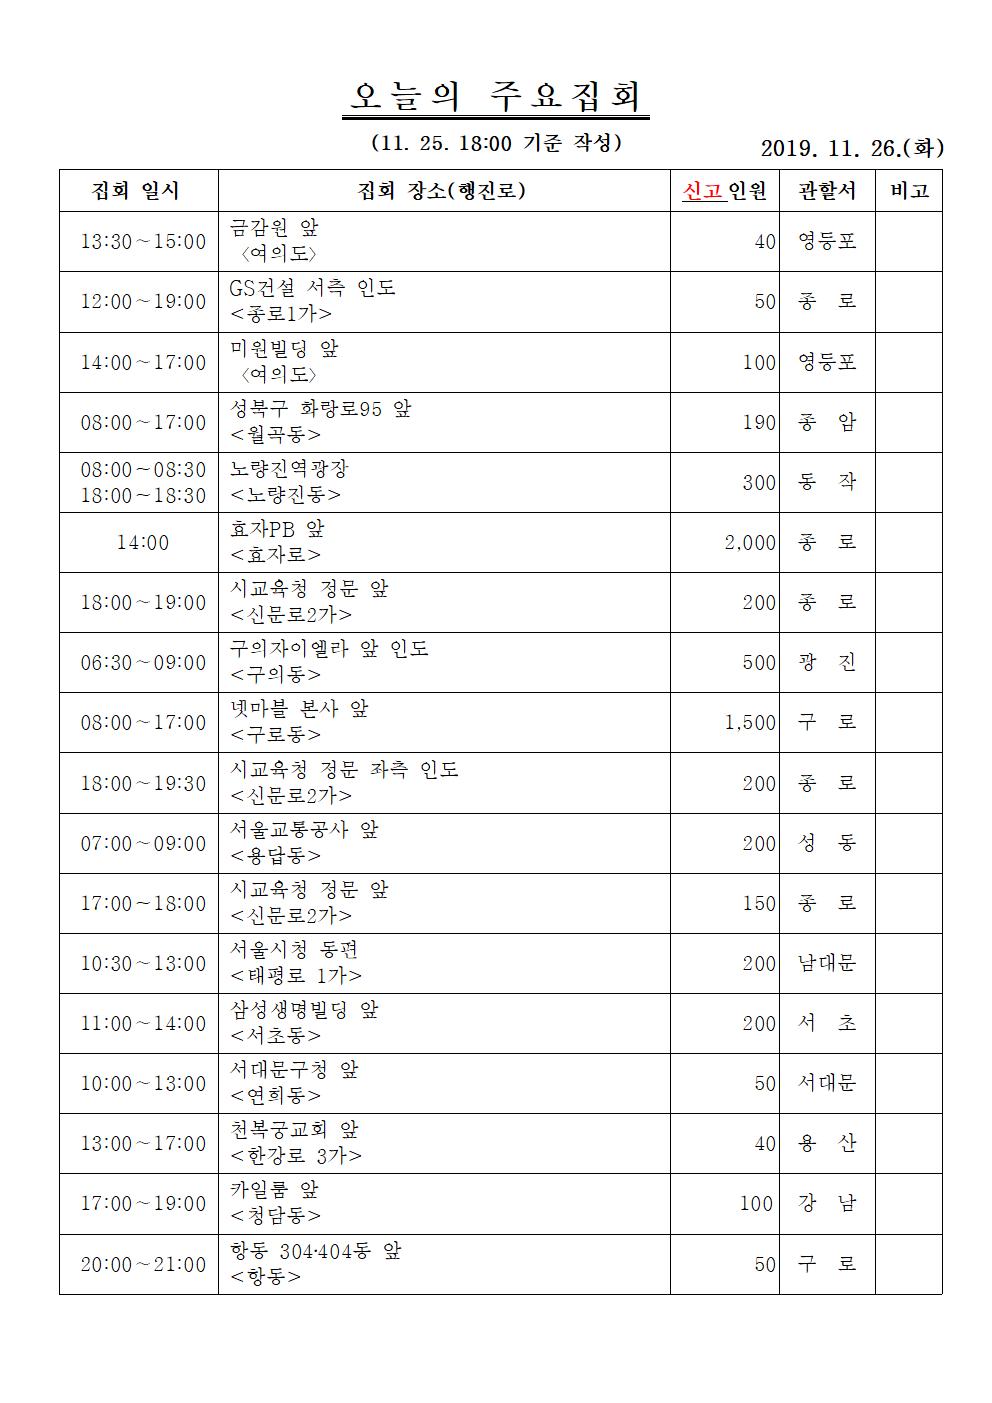 오늘의 주요집회
(11. 25. 18:00 기준 작성)
2019. 11. 26.(화)
집회 일시 집회 장소(행진로) 신고인원 관할서 비고
13:30~15:00 금감원 앞 40 영등포
〈여의도〉
12:00~19:00 GS건설 서측 인도 50 종 로
<종로1가>
14:00~17:00 미원빌딩 앞 100 영등포
〈여의도〉
08:00~17:00 성북구 화랑로95 앞 190 종 암
<월곡동>
08:00~08:30 노량진역광장 300 동 작
18:00~18:30 <노량진동>
14:00 효자PB 앞 2,000 종 로
<효자로>
18:00~19:00 시교육청 정문 앞 200 종 로
<신문로2가>
06:30~09:00 구의자이엘라 앞 인도 500 광 진
<구의동>
08:00~17:00 넷마블 본사 앞 1,500 구 로
<구로동>
18:00~19:30 시교육청 정문 좌측 인도 200 종 로
<신문로2가>
07:00~09:00 서울교통공사 앞 200 성 동
<용답동>
17:00~18:00 시교육청 정문 앞 150 종 로
<신문로2가>
10:30~13:00 서울시청 동편 200 남대문
<태평로 1가>
11:00~14:00 삼성생명빌딩 앞 200 서 초
<서초동>
10:00~13:00 서대문구청 앞 50 서대문
<연희동>
13:00~17:00 천복궁교회 앞 40 용 산
<한강로 3가>
17:00~19:00 카일룸 앞 100 강 남
<청담동>
20:00~21:00 항동 304·404동 앞 50 구 로
<항동>